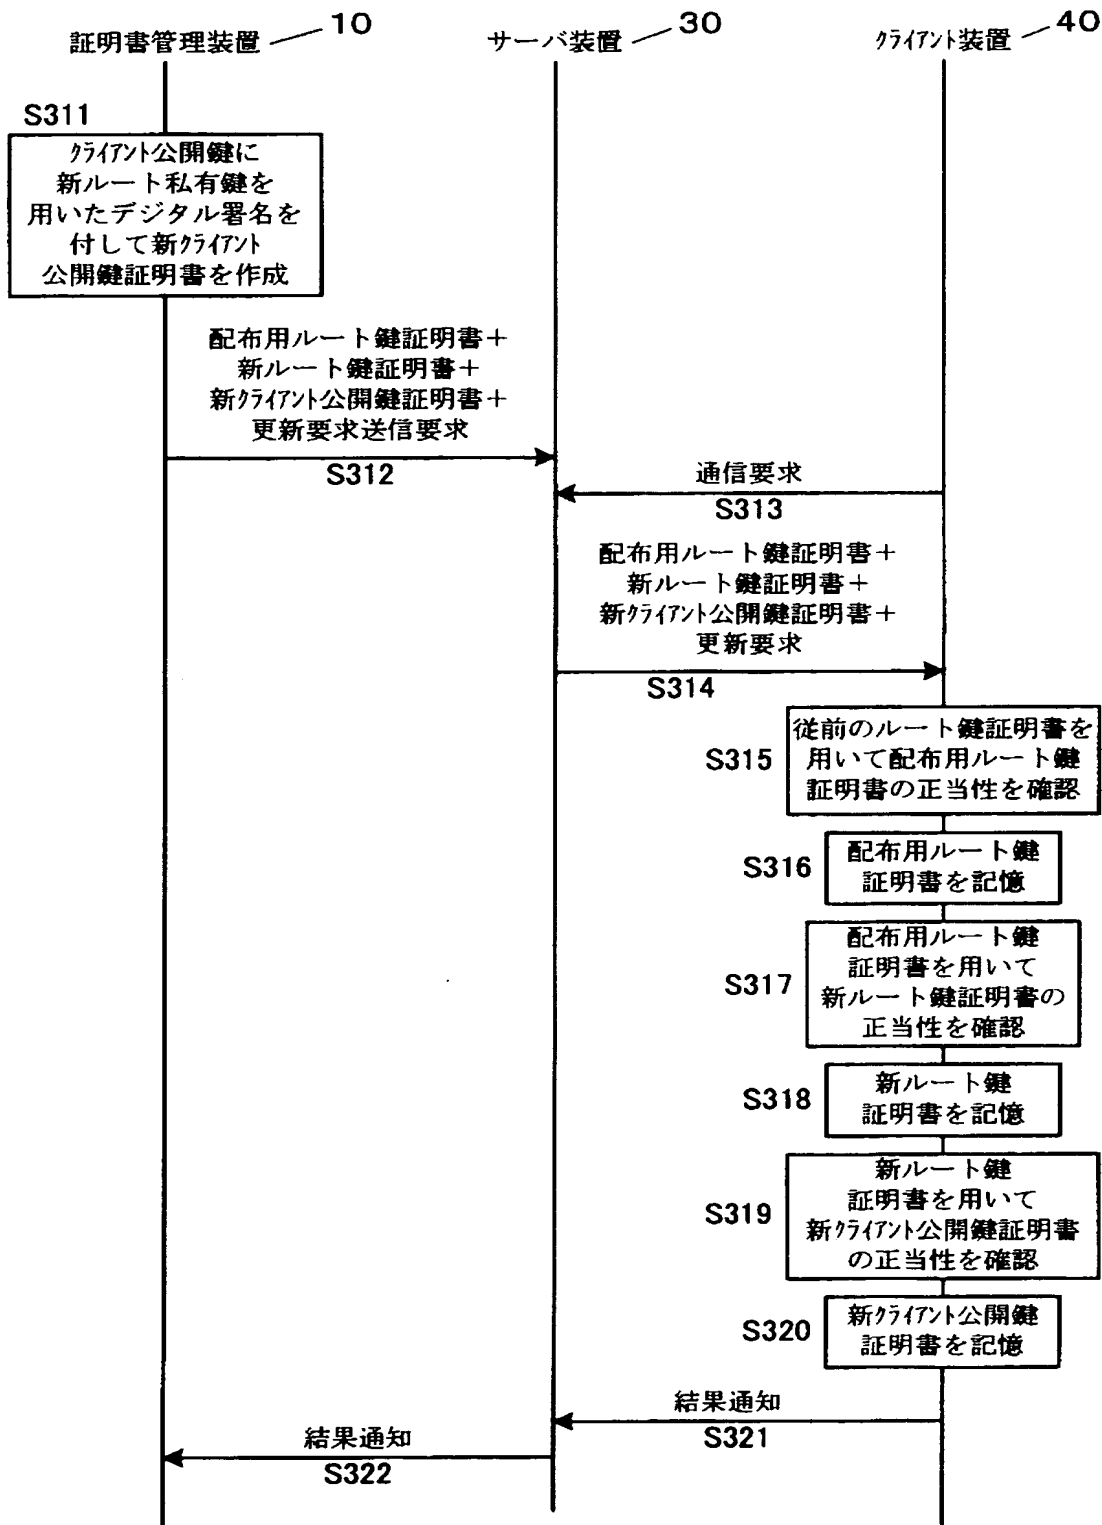 証明書管理装置 10
サーバ装置 30
クライアント装置 40
S311
クライアント公開鍵に
新ルート私有鍵を
用いたデジタル署名を
付して新クライアント
公開鍵証明書を作成
配布用ルート鍵証明書+
新ルート鍵証明書+
新クライアント公開鍵証明書+
更新要求送信要求
S312
通信要求
S313
配布用ルート鍵証明書+
新ルート鍵証明書+
新クライアント公開鍵証明書+
更新要求
S314
S315
従前のルート鍵証明書を
用いて配布用ルート鍵
証明書の正当性を確認
S316
配布用ルート鍵
証明書を記憶
S317
配布用ルート鍵
証明書を用いて
新ルート鍵証明書の
正当性を確認
S318
新ルート鍵
証明書を記憶
S319
新ルート鍵
証明書を用いて
新クライアント公開鍵証明書
の正当性を確認
S320
新クライアント公開鍵
証明書を記憶
結果通知
S321
結果通知
S322